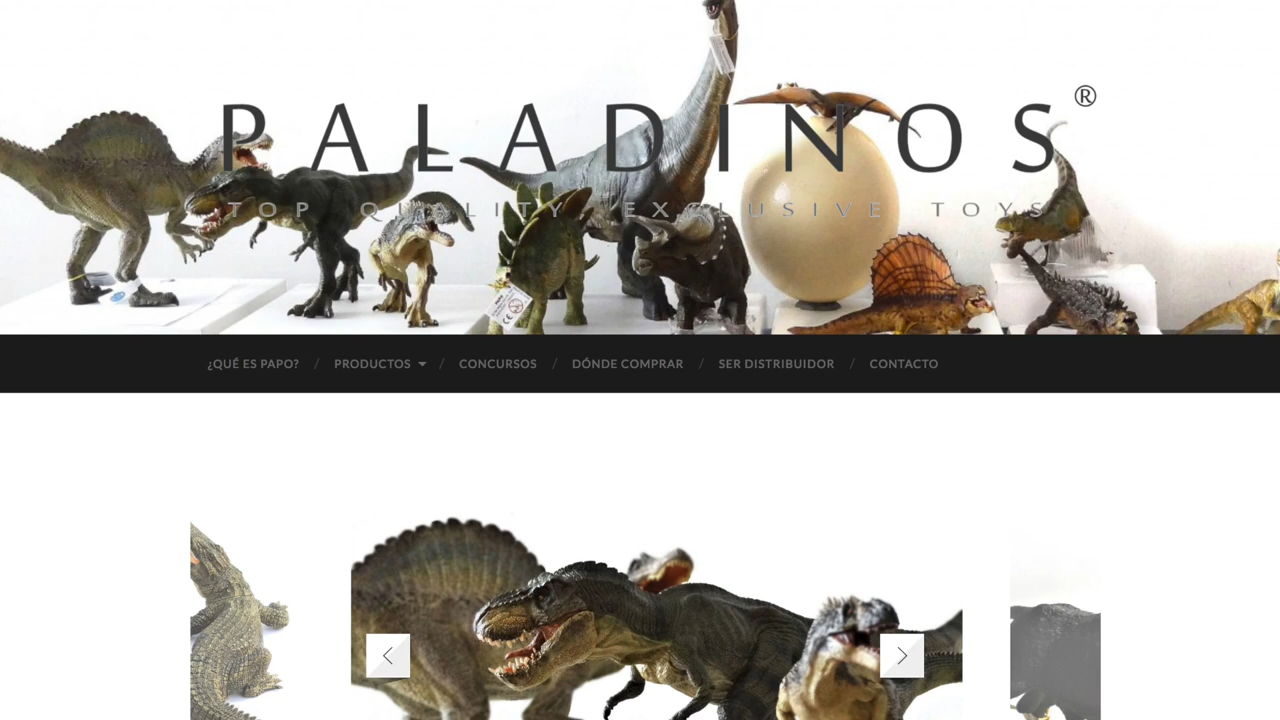 PALADINOS®
TOP QUALITY EXCLUSIVE TOYS
¿QUÉ ES PAPO? / PRODUCTOS / CONCURSOS / DÓNDE COMPRAR / SER DISTRIBUIDOR / CONTACTO